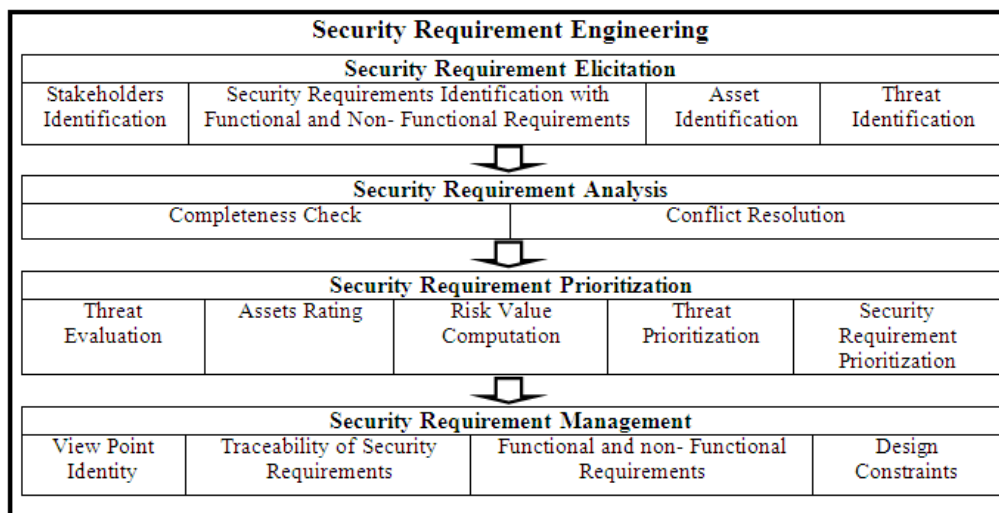 Security Requirement Engineering
Security Requirement Elicitation
Stakeholders
Identification
Security Requirements Identification with
Functional and Non- Functional Requirements
Asset
Identification
Threat
Identification
Security Requirement Analysis
Completeness Check
Conflict Resolution
Security Requirement Prioritization
Threat
Evaluation
Assets Rating
Risk Value
Computation
Threat
Prioritization
Security
Requirement
Prioritization
Security Requirement Management
View Point
Identity
Traceability of Security
Requirements
Functional and non- Functional
Requirements
Design
Constraints